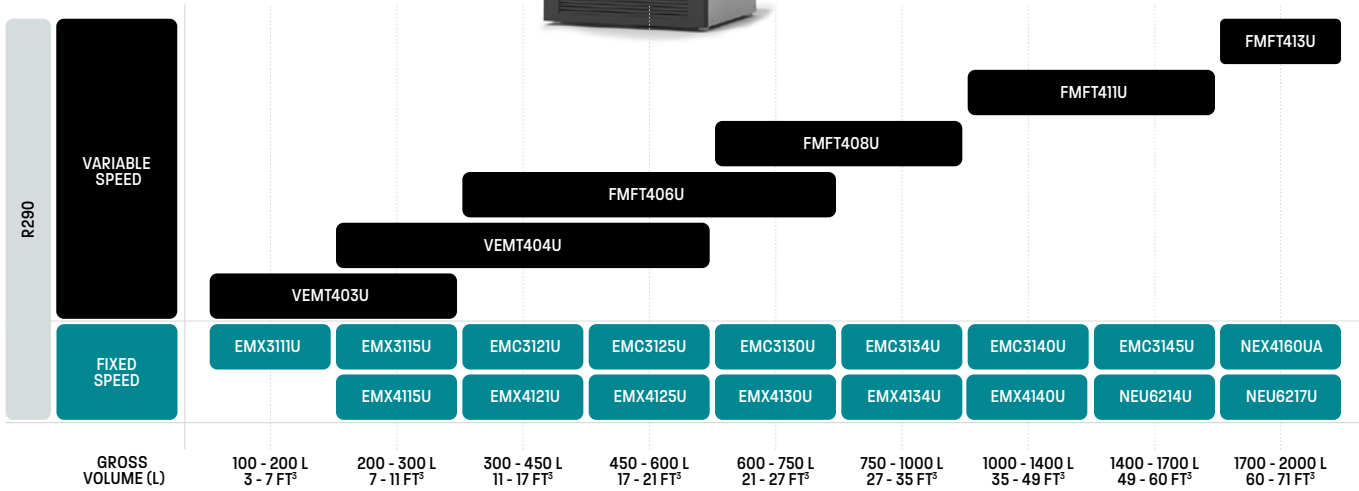 FMFT413U
FMFT411U
FMFT408U
VARIABLE
SPEED
FMFT406U
R290
VEMT404U
VEMT403U
EMX3111U EMX3115U EMC3121U EMC3125U EMC3130U EMC3134U EMC3140U EMC3145U NEX4160UA
FIXED
SPEED
EMX4115U EMX4121U EMX4125U EMX4130U EMX4134U EMX4140U NEU6214U NEU6217U
GROSS 100 - 200 L 200 - 300 L 300 - 450 L 450 - 600 L 600 - 750 L 750 - 1000 L 1000 - 1400 L 1400 - 1700 L 1700 - 2000 L
VOLUME (L) 3 - 7 FT³ 7 - 11 FT³ 11 - 17 FT³ 17 - 21 FT³ 21 - 27 FT³ 27 - 35 FT³ 35 - 49 FT³ 49 - 60 FT³ 60 - 71 FT³